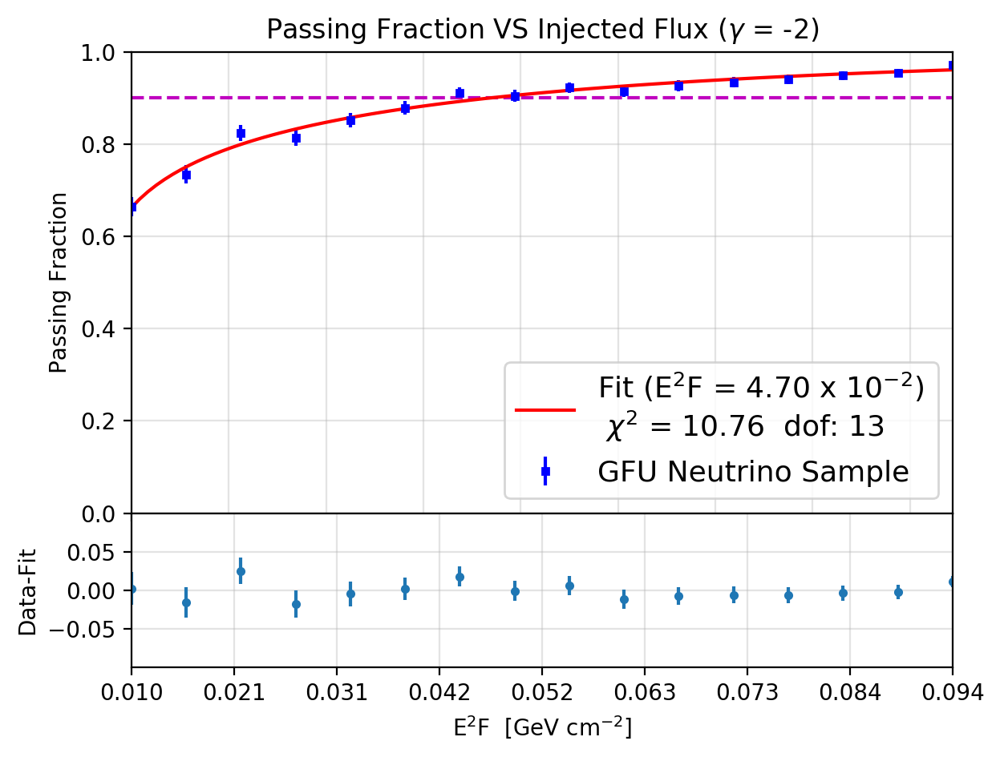 Passing Fraction VS Injected Flux (γ = -2)
1.0
0.8
0.6
0.4
0.2
0.0
Passing Fraction
Fit (E²F = 4.70 x 10⁻²)
χ² = 10.76 dof: 13
GFU Neutrino Sample
0.05
0.00
−0.05
Data-Fit
0.010 0.021 0.031 0.042 0.052 0.063 0.073 0.084 0.094
E²F [GeV cm⁻²]